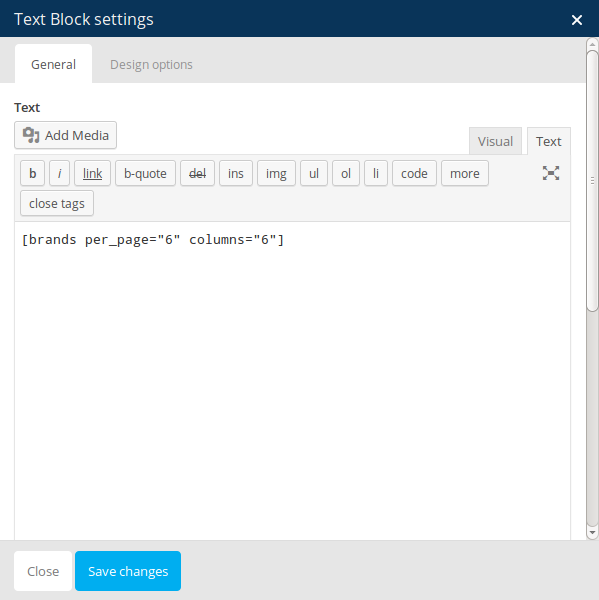 Text Block settings ×
General Design options
Text
Add Media
Visual Text
b i link b-quote del ins img ul ol li code more
close tags
[brands per_page="6" columns="6"]
Close Save changes